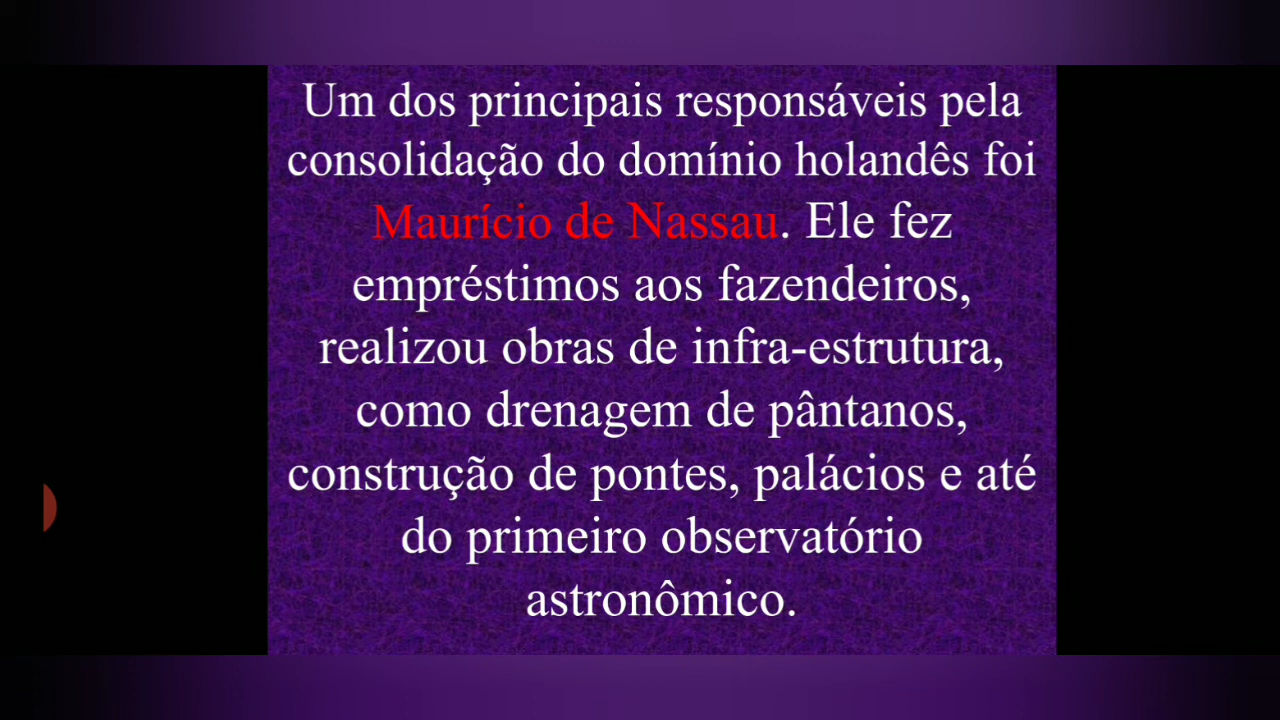 Um dos principais responsáveis pela
consolidação do domínio holandês foi
Maurício de Nassau. Ele fez
empréstimos aos fazendeiros,
realizou obras de infra-estrutura,
como drenagem de pântanos,
construção de pontes, palácios e até
do primeiro observatório
astronômico.